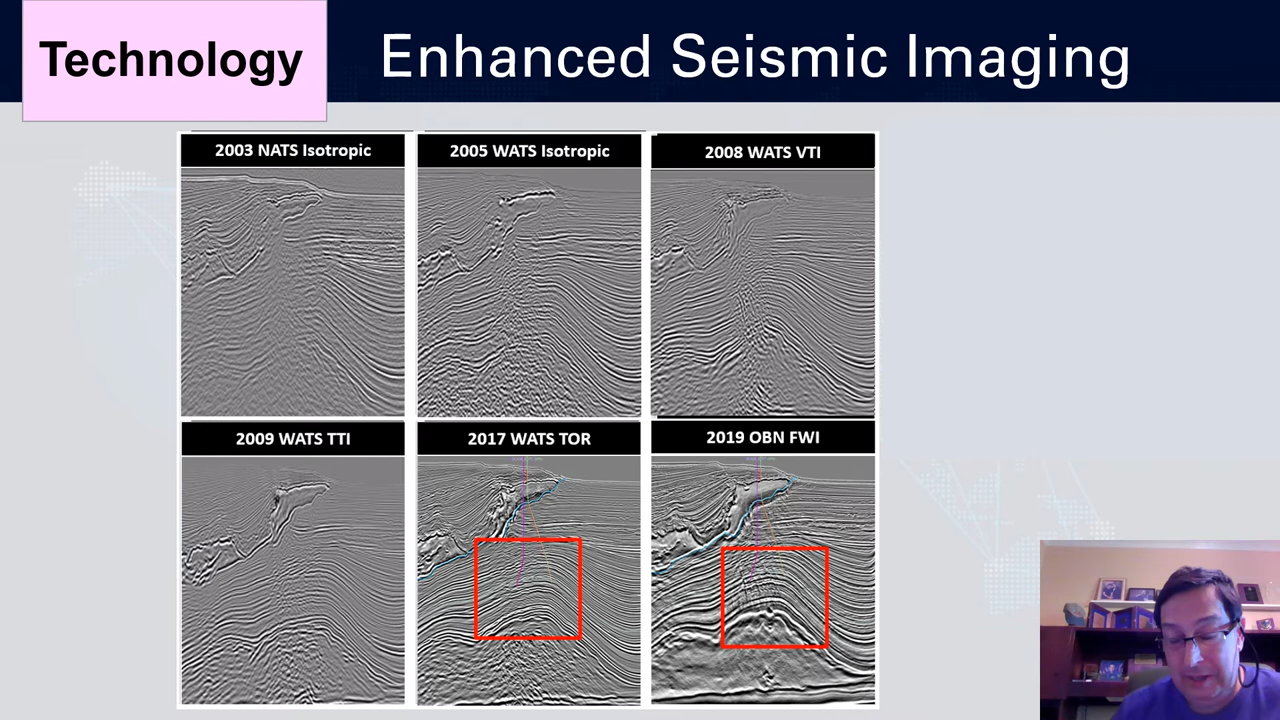 Technology
Enhanced Seismic Imaging
2003 NATS Isotropic
2005 WATS Isotropic
2008 WATS VTI
2009 WATS TTI
2017 WATS TOR
2019 OBN FWI